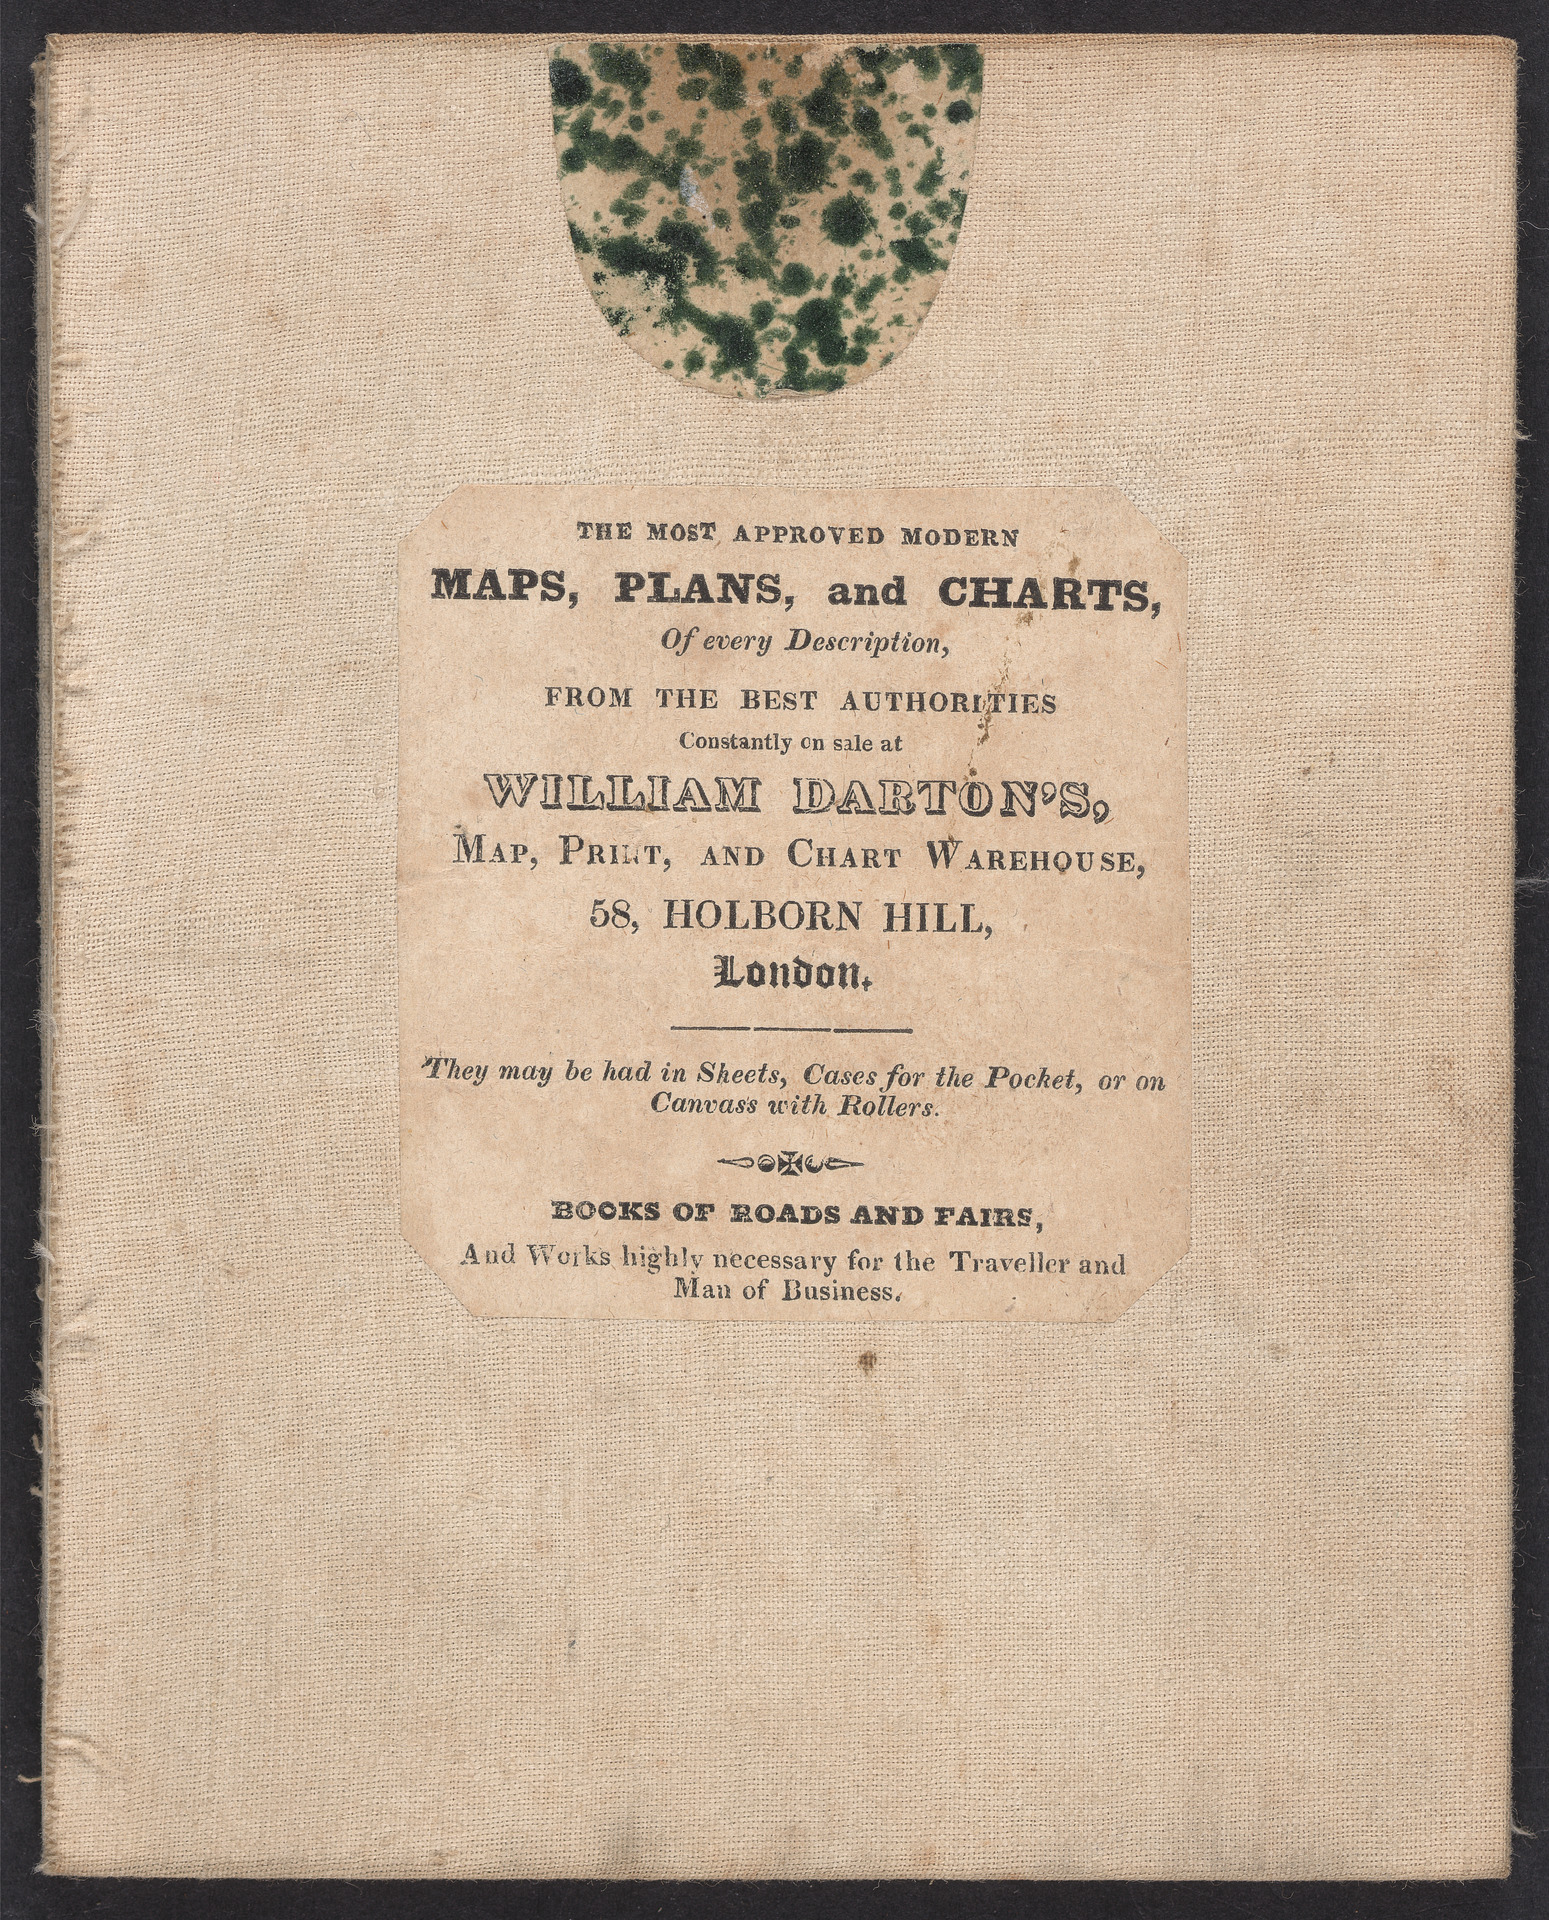 THE MOST APPROVED MODERN
MAPS, PLANS, and CHARTS,
Of every Description,
FROM THE BEST AUTHORITIES
Constantly on sale at
WILLIAM DARTON'S,
MAP, PRINT, AND CHART WAREHOUSE,
58, HOLBORN HILL,
London.
They may be had in Sheets, Cases for the Pocket, or on
Canvass with Rollers.
BOOKS OF ROADS AND FAIRS,
And Works highly necessary for the Traveller and
Man of Business.